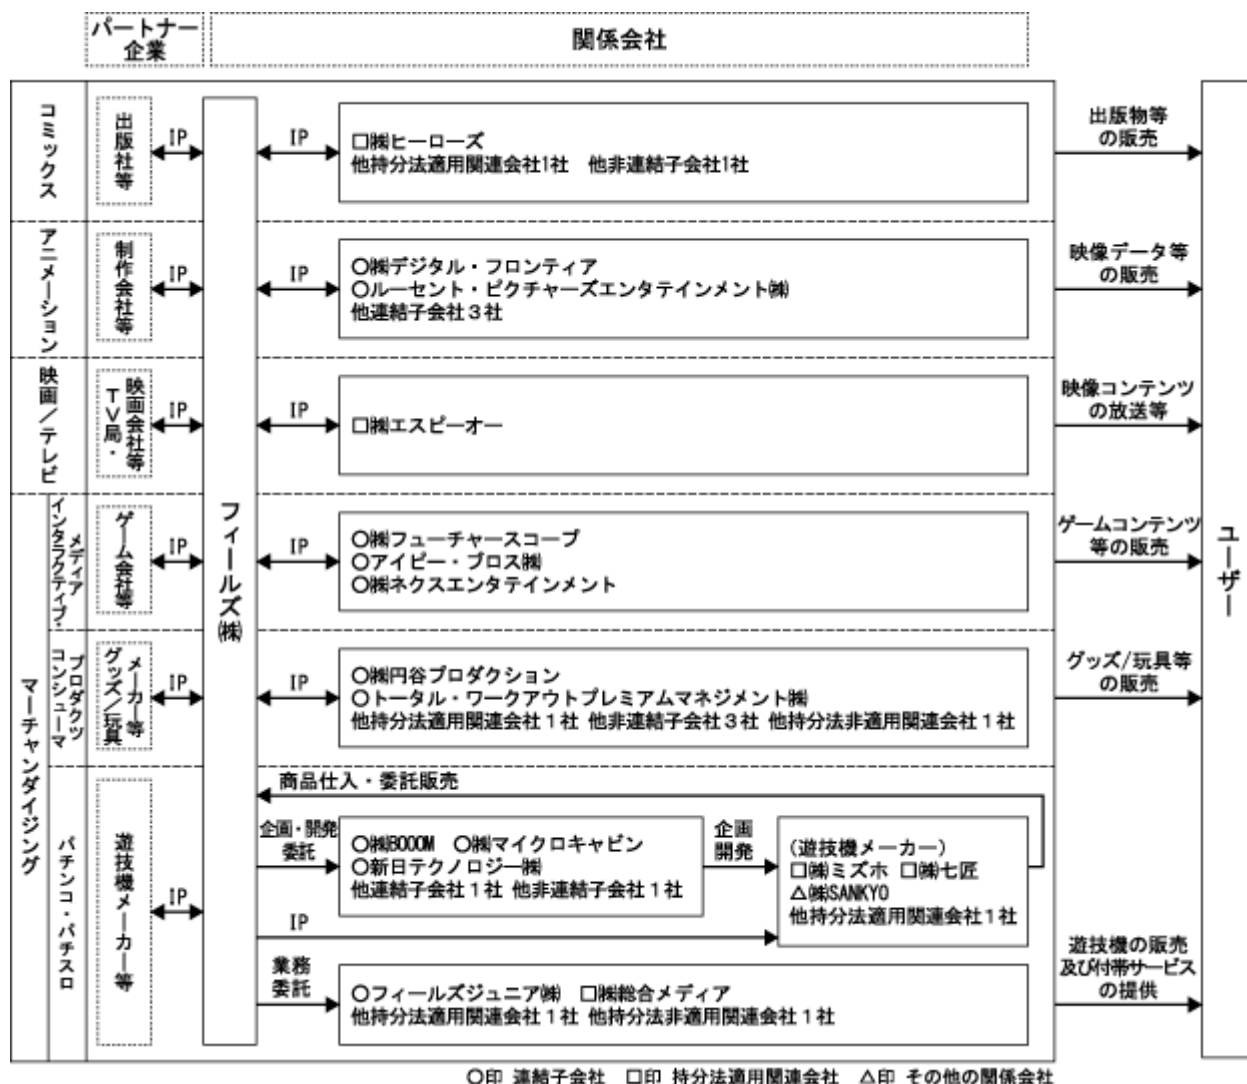 パートナー
企業
関係会社
コミックス
出版社等
IP
IP
□㈱ヒーローズ
他持分法適用関連会社1社　他非連結子会社1社
出版物等
の販売
アニメーション
制作会社等
IP
IP
○㈱デジタル・フロンティア
○ルーセント・ピクチャーズエンタテインメント㈱
他連結子会社３社
映像データ等
の販売
映画／テレビ
映画会社等
TV局・
IP
IP
□㈱エスピーオー
映像コンテンツ
の放送等
フィールズ㈱
ユーザー
マーチャンダイジング
インタラクティブ・
メディア
ゲーム会社等
IP
IP
○㈱フューチャースコープ
○アイピー・ブロス㈱
○㈱ネクスエンタテインメント
ゲームコンテンツ
等の販売
コンシューマ
プロダクツ
グッズ／玩具
メーカー等
IP
IP
○㈱円谷プロダクション
○トータル・ワークアウトプレミアムマネジメント㈱
他持分法適用関連会社１社 他非連結子会社３社 他持分法非適用関連会社１社
グッズ/玩具等
の販売
パチンコ・パチスロ
遊技機メーカー等
IP
商品仕入・委託販売
企画・開発
委託
○㈱BOOOM　○㈱マイクロキャビン
○新日テクノロジー㈱
他連結子会社１社 他非連結子会社１社
企画
開発
(遊技機メーカー)
□㈱ミズホ □㈱七匠
△㈱SANKYO
他持分法適用関連会社１社
IP
業務
委託
○フィールズジュニア㈱　□㈱総合メディア
他持分法適用関連会社１社 他持分法非適用関連会社１社
遊技機の販売
及び付帯サービス
の提供
○印 連結子会社　□印 持分法適用関連会社　△印 その他の関係会社